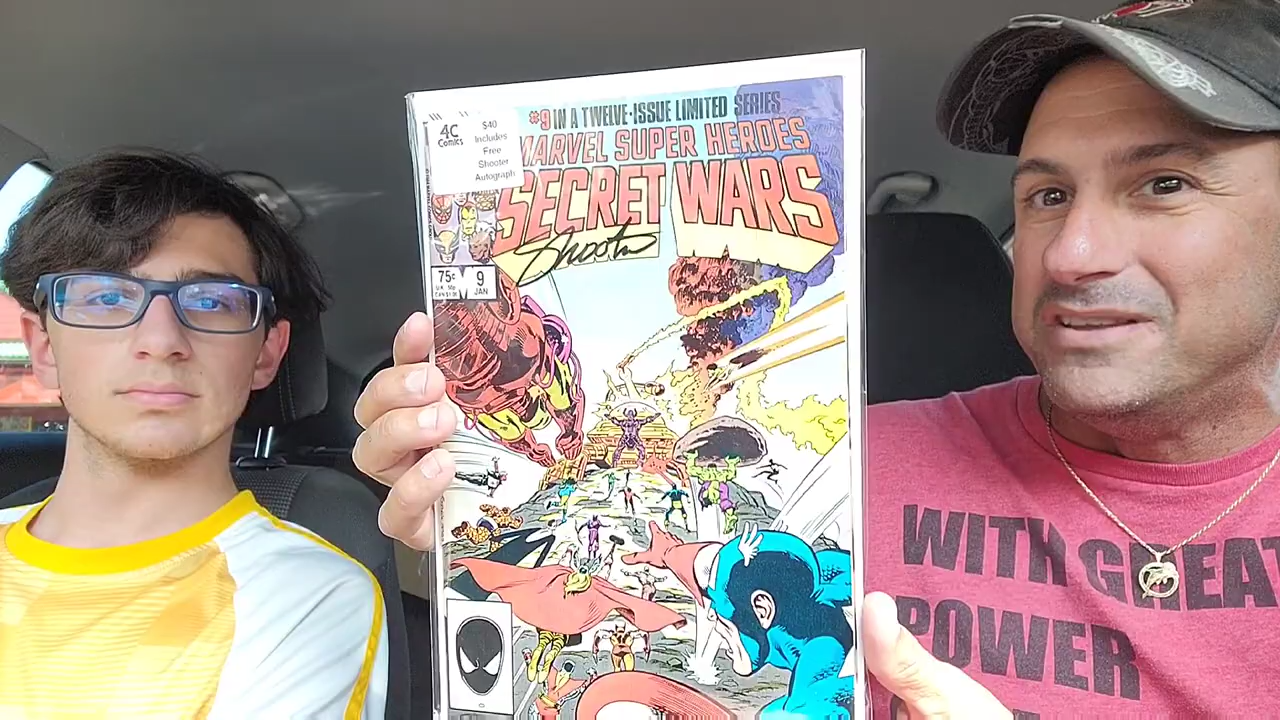 4C
Comics
$40
Includes
Free
Shooter
Autograph
#9 IN A TWELVE-ISSUE LIMITED SERIES
MARVEL SUPER HEROES
SECRET WARS
Shooter
75¢
9
JAN
WITH GREAT
POWER